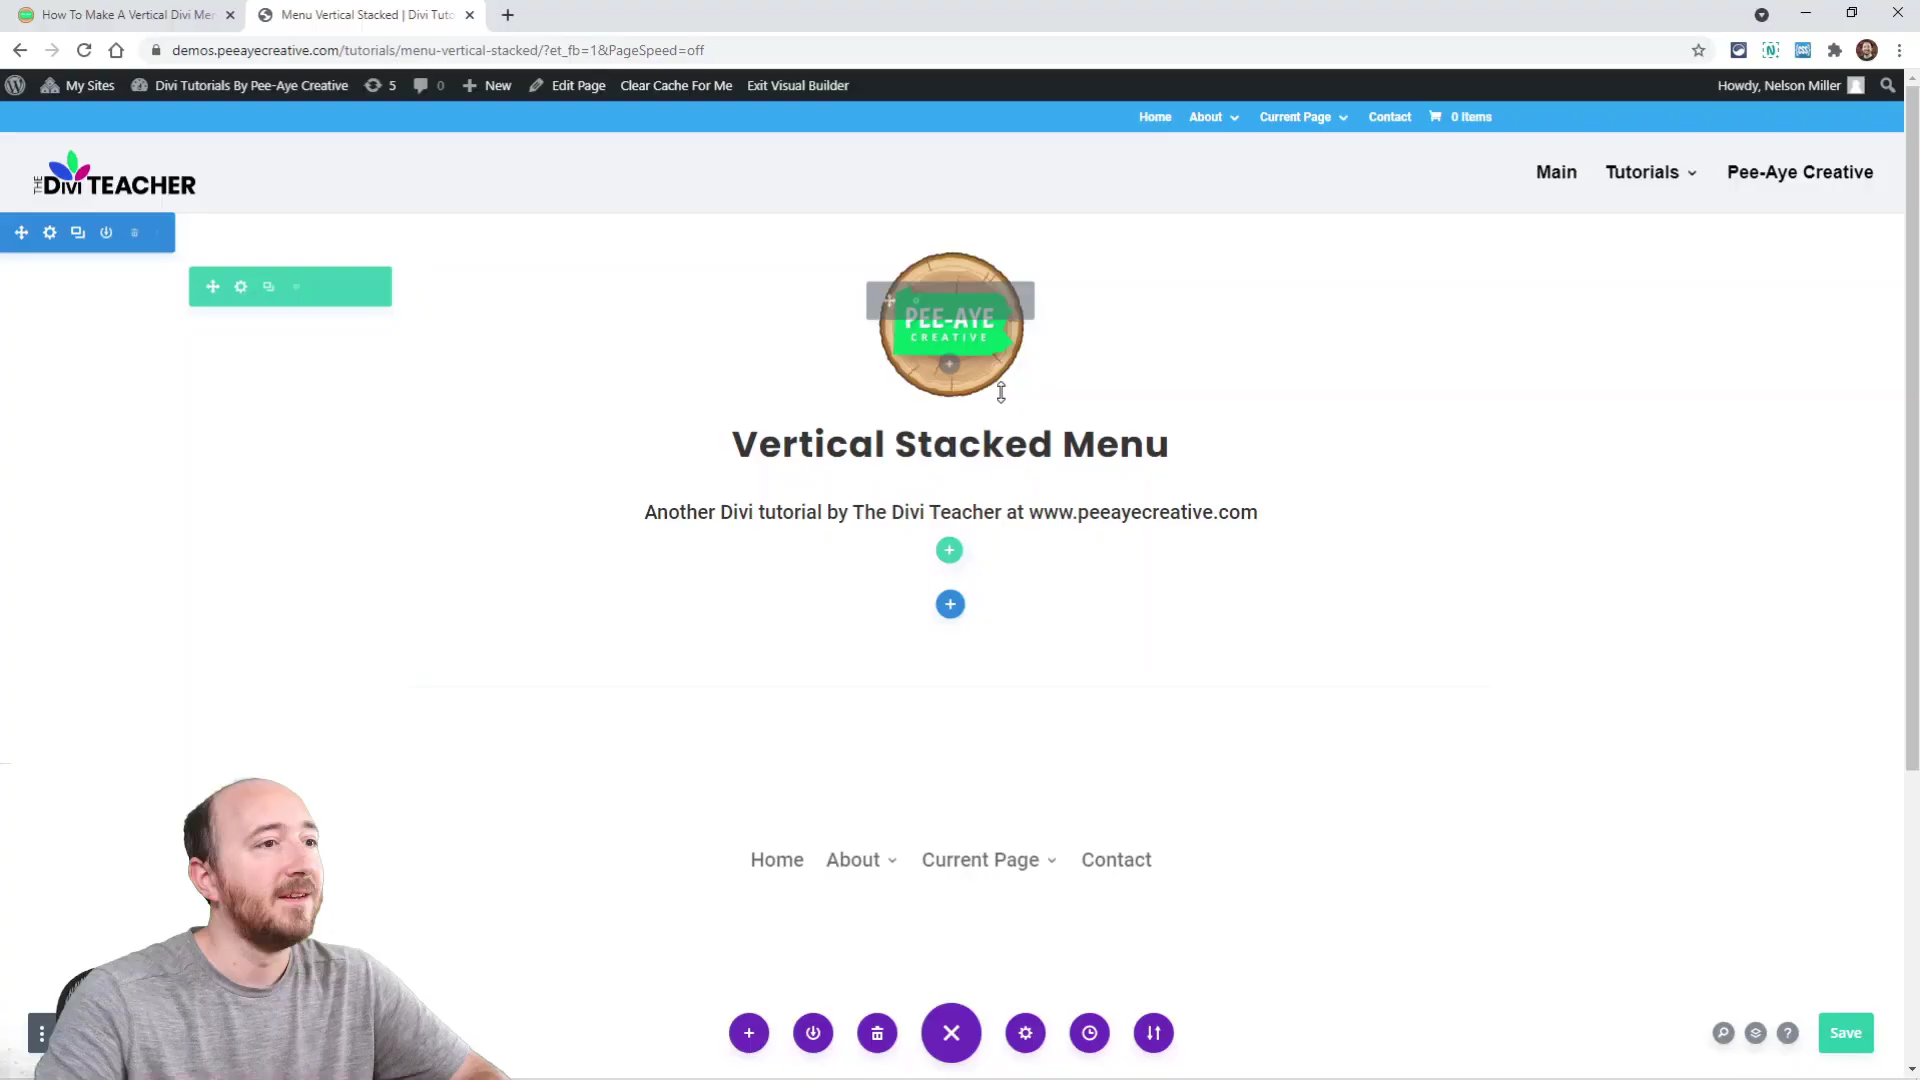 How To Make A Vertical Divi Men
Menu Vertical Stacked | Divi Tuto
demos.peeayecreative.com/tutorials/menu-vertical-stacked/?et_fb=1&PageSpeed=off
My Sites
Divi Tutorials By Pee-Aye Creative
5
0
New
Edit Page
Clear Cache For Me
Exit Visual Builder
Howdy, Nelson Miller
Home
About
Current Page
Contact
0 Items
THE DIVI TEACHER
Main
Tutorials
Pee-Aye Creative
PEE-AYE
CREATIVE
Vertical Stacked Menu
Another Divi tutorial by The Divi Teacher at www.peeayecreative.com
Home
About
Current Page
Contact
Save